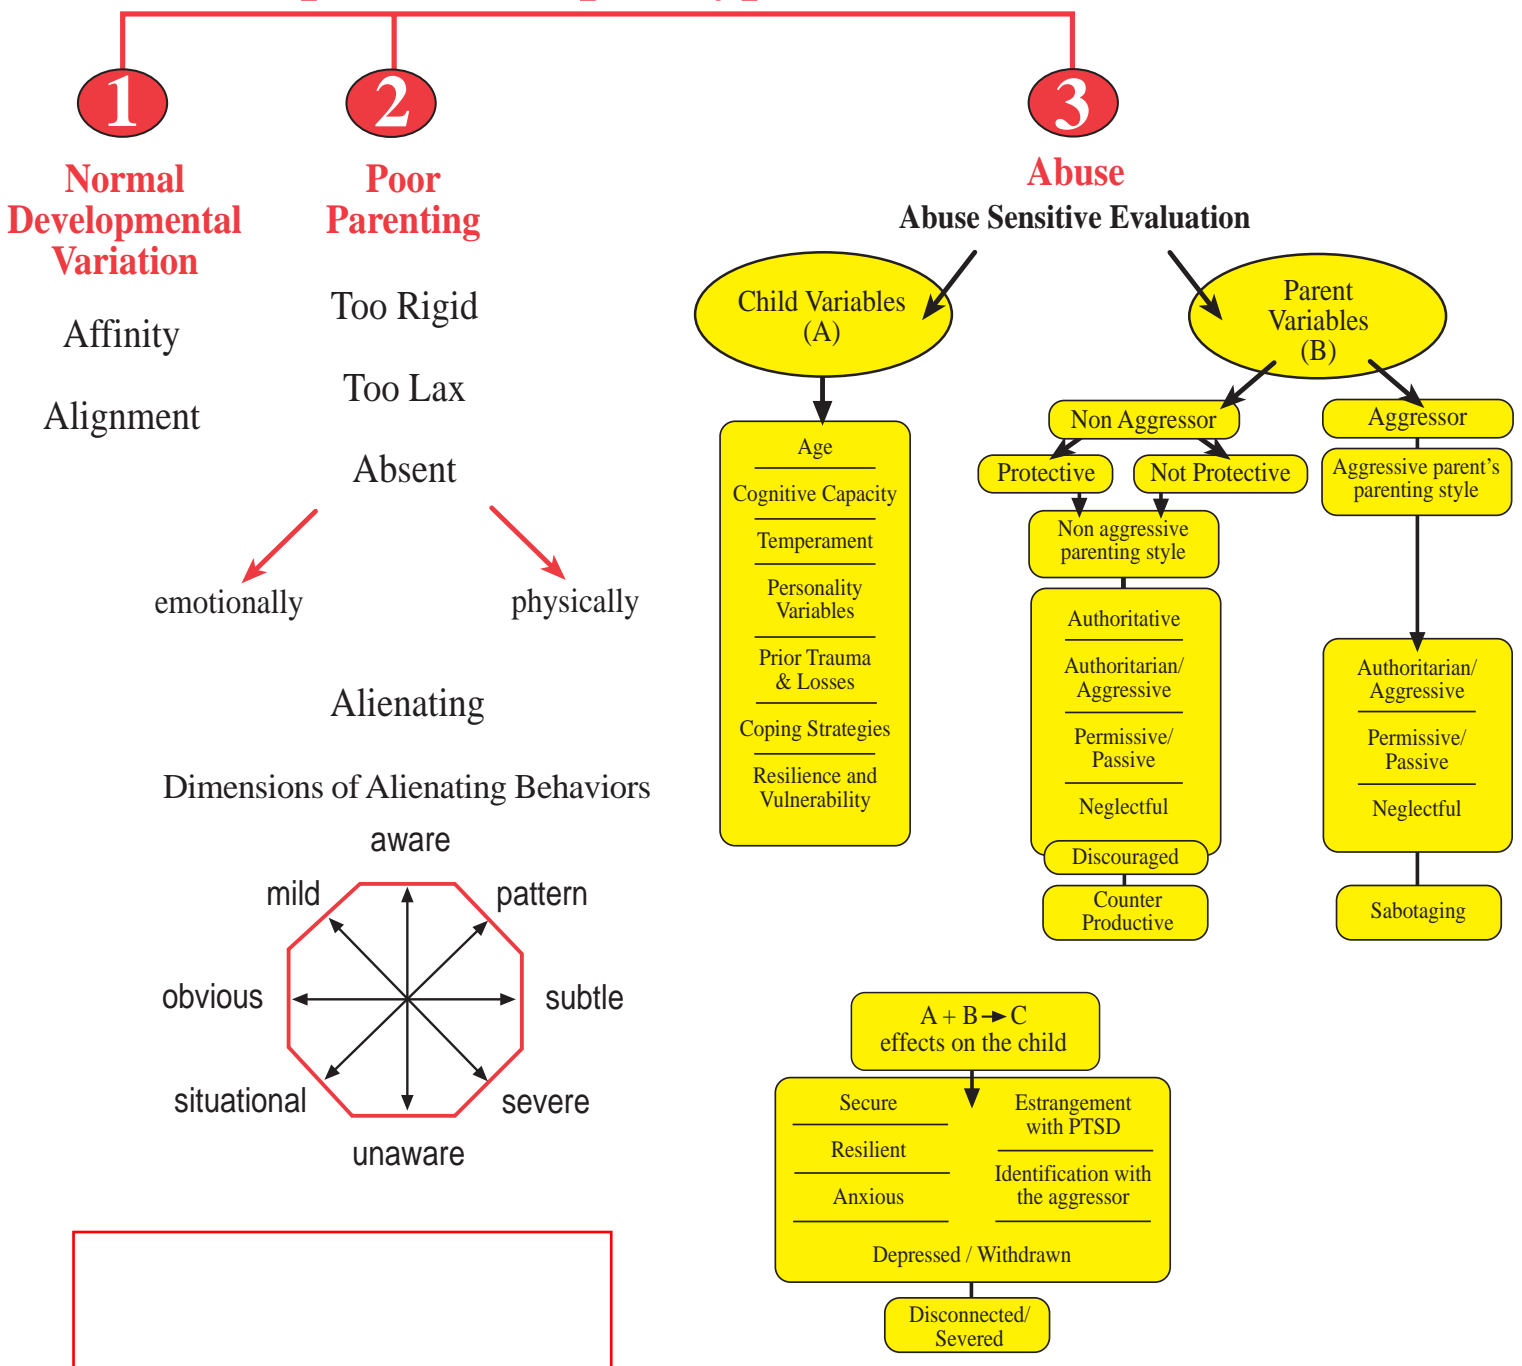 1
Normal
Developmental
Variation
Affinity
Alignment
2
Poor
Parenting
Too Rigid
Too Lax
Absent
emotionally
physically
Alienating
Dimensions of Alienating Behaviors
aware
mild
pattern
obvious
subtle
situational
severe
unaware
3
Abuse
Abuse Sensitive Evaluation
Child Variables
(A)
Age
Cognitive Capacity
Temperament
Personality
Variables
Prior Trauma
& Losses
Coping Strategies
Resilience and
Vulnerability
Parent
Variables
(B)
Non Aggressor
Protective
Not Protective
Non aggressive
parenting style
Authoritative
Authoritarian/
Aggressive
Permissive/
Passive
Neglectful
Discouraged
Counter
Productive
Aggressor
Aggressive parent's
parenting style
Authoritarian/
Aggressive
Permissive/
Passive
Neglectful
Sabotaging
A + B → C
effects on the child
Secure
Resilient
Anxious
Estrangement
with PTSD
Identification with
the aggressor
Depressed / Withdrawn
Disconnected/
Severed